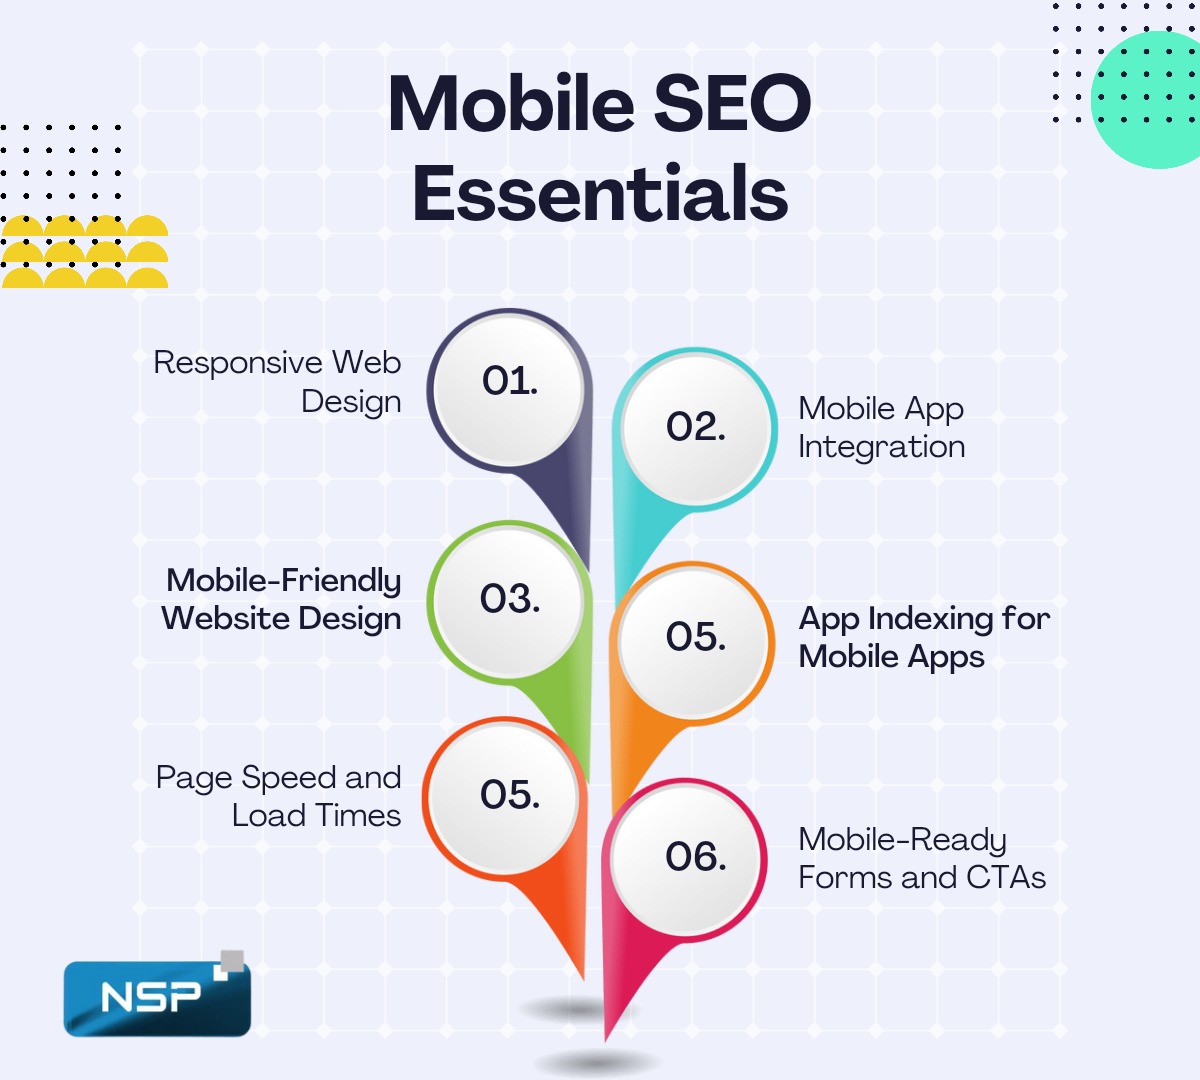 Mobile SEO
Essentials
01.
Responsive Web
Design
02.
Mobile App
Integration
03.
Mobile-Friendly
Website Design
05.
App Indexing for
Mobile Apps
05.
Page Speed and
Load Times
06.
Mobile-Ready
Forms and CTAs
NSP